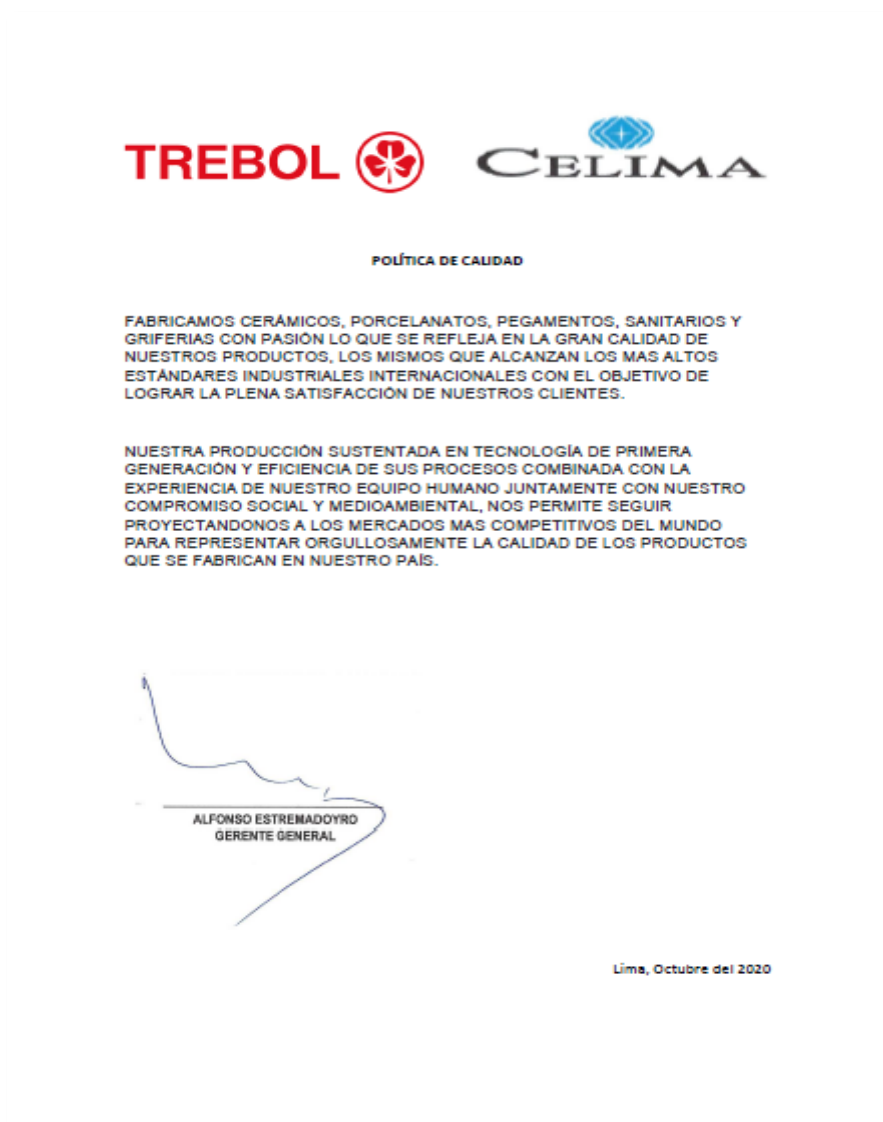 TREBOL
CELIMA
POLÍTICA DE CALIDAD
FABRICAMOS CERÁMICOS, PORCELANATOS, PEGAMENTOS, SANITARIOS Y
GRIFERIAS CON PASIÓN LO QUE SE REFLEJA EN LA GRAN CALIDAD DE
NUESTROS PRODUCTOS, LOS MISMOS QUE ALCANZAN LOS MAS ALTOS
ESTÁNDARES INDUSTRIALES INTERNACIONALES CON EL OBJETIVO DE
LOGRAR LA PLENA SATISFACCIÓN DE NUESTROS CLIENTES.
NUESTRA PRODUCCIÓN SUSTENTADA EN TECNOLOGÍA DE PRIMERA
GENERACIÓN Y EFICIENCIA DE SUS PROCESOS COMBINADA CON LA
EXPERIENCIA DE NUESTRO EQUIPO HUMANO JUNTAMENTE CON NUESTRO
COMPROMISO SOCIAL Y MEDIOAMBIENTAL, NOS PERMITE SEGUIR
PROYECTANDONOS A LOS MERCADOS MAS COMPETITIVOS DEL MUNDO
PARA REPRESENTAR ORGULLOSAMENTE LA CALIDAD DE LOS PRODUCTOS
QUE SE FABRICAN EN NUESTRO PAÍS.
ALFONSO ESTREMADOYRO
GERENTE GENERAL
Lima, Octubre del 2020